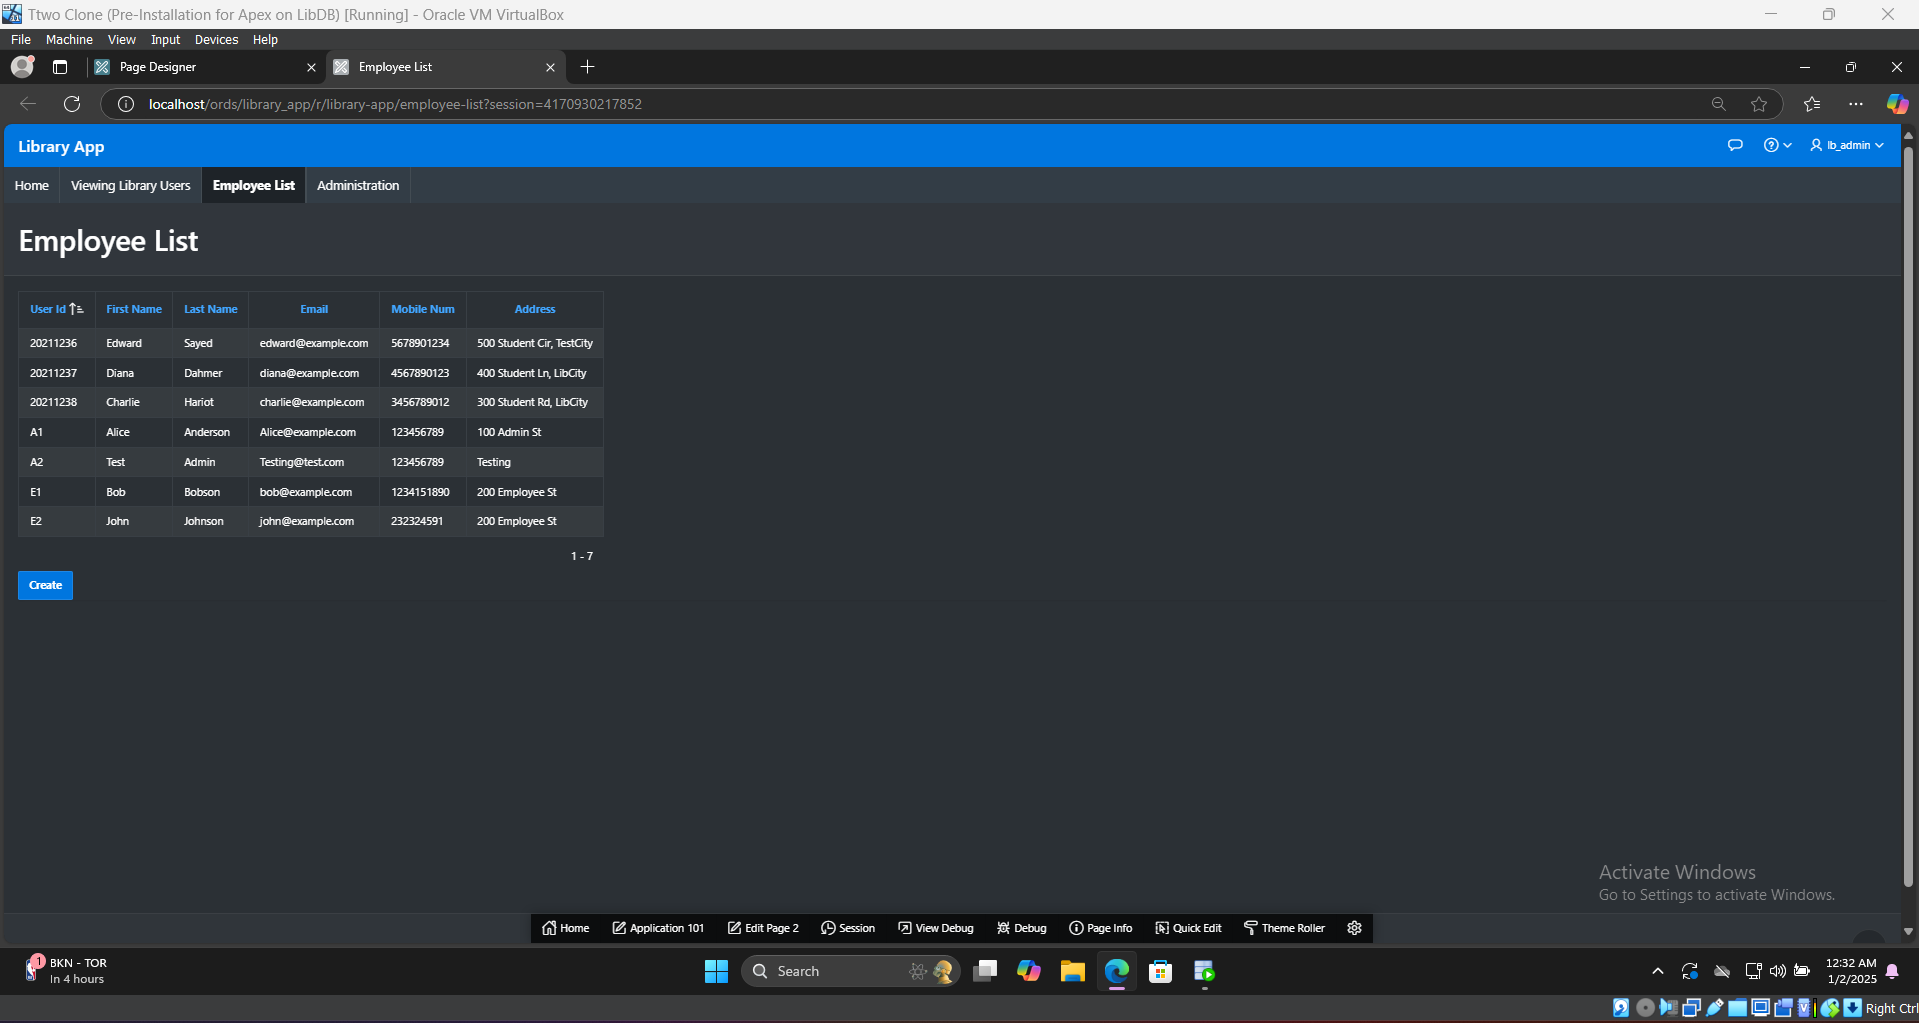 Ttwo Clone (Pre-Installation for Apex on LibDB) [Running] - Oracle VM VirtualBox
File Machine View Input Devices Help
Page Designer
Employee List
localhost/ords/library_app/r/library-app/employee-list?session=4170930217852
Library App
lb_admin
Home Viewing Library Users Employee List Administration
Employee List
User Id First Name Last Name Email Mobile Num Address
20211236 Edward Sayed edward@example.com 5678901234 500 Student Cir, TestCity
20211237 Diana Dahmer diana@example.com 4567890123 400 Student Ln, LibCity
20211238 Charlie Hariot charlie@example.com 3456789012 300 Student Rd, LibCity
A1 Alice Anderson Alice@example.com 123456789 100 Admin St
A2 Test Admin Testing@test.com 123456789 Testing
E1 Bob Bobson bob@example.com 1234151890 200 Employee St
E2 John Johnson john@example.com 232324591 200 Employee St
1 - 7
Create
Activate Windows
Go to Settings to activate Windows.
Home Application 101 Edit Page 2 Session View Debug Debug Page Info Quick Edit Theme Roller
1
BKN - TOR
In 4 hours
Search
12:32 AM
1/2/2025
Right Ctrl